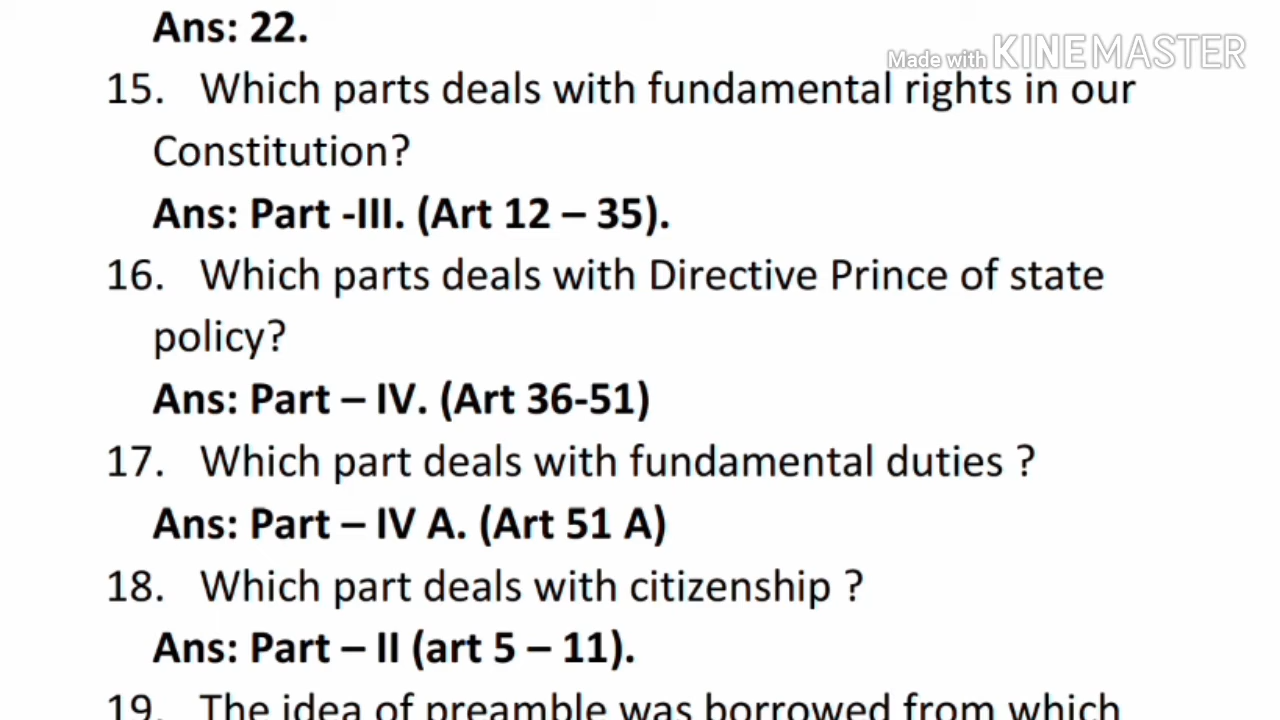 Ans: 22.
Made with KINEMASTER
15. Which parts deals with fundamental rights in our
Constitution?
Ans: Part -III. (Art 12 – 35).
16. Which parts deals with Directive Prince of state
policy?
Ans: Part – IV. (Art 36-51)
17. Which part deals with fundamental duties ?
Ans: Part – IV A. (Art 51 A)
18. Which part deals with citizenship ?
Ans: Part – II (art 5 – 11).
19. The idea of preamble was borrowed from which